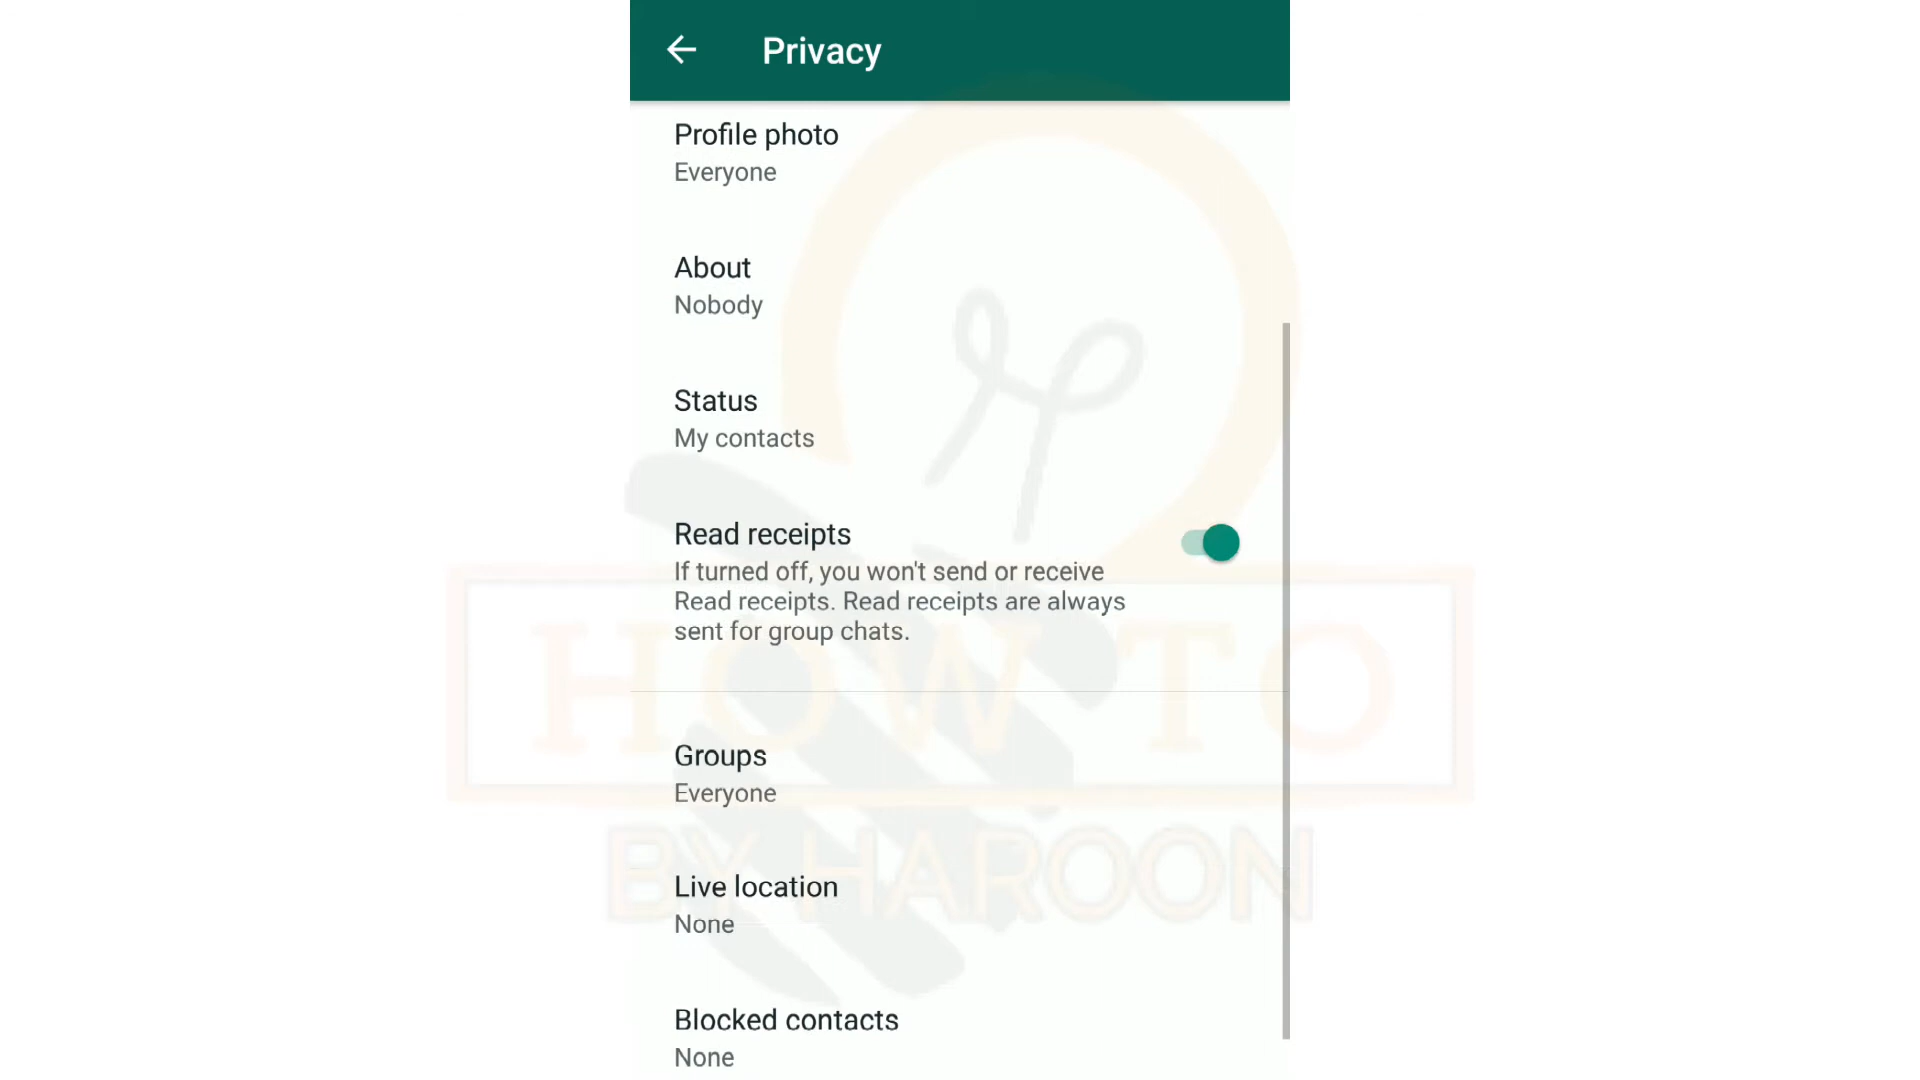 Privacy
Profile photo
Everyone
About
Nobody
Status
My contacts
Read receipts
If turned off, you won't send or receive
Read receipts. Read receipts are always
sent for group chats.
HOW TO
Groups
Everyone
BY HAROON
Live location
None
Blocked contacts
None